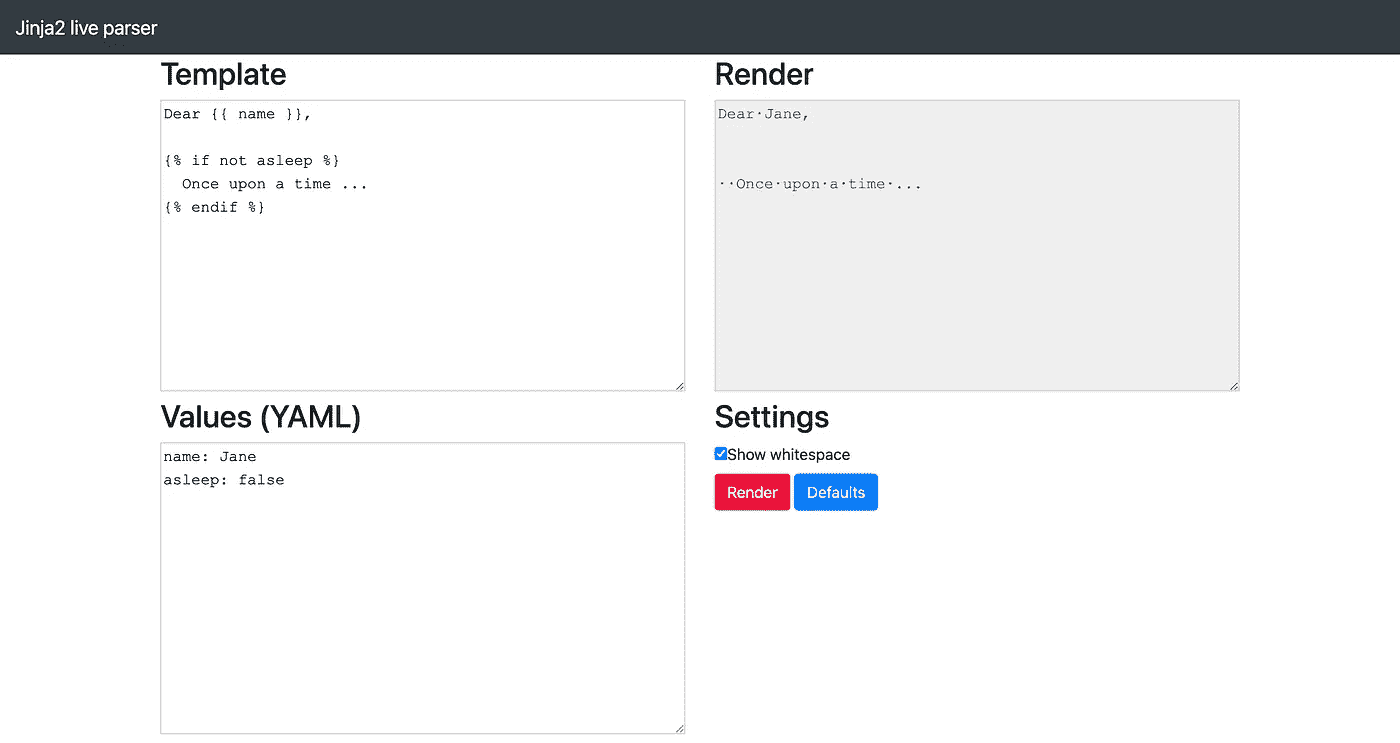 Jinja2 live parser
Template
Dear {{ name }},
{% if not asleep %}
  Once upon a time ...
{% endif %}
Render
Dear·Jane,
··Once·upon·a·time·...
Values (YAML)
name: Jane
asleep: false
Settings
Show whitespace
Render Defaults